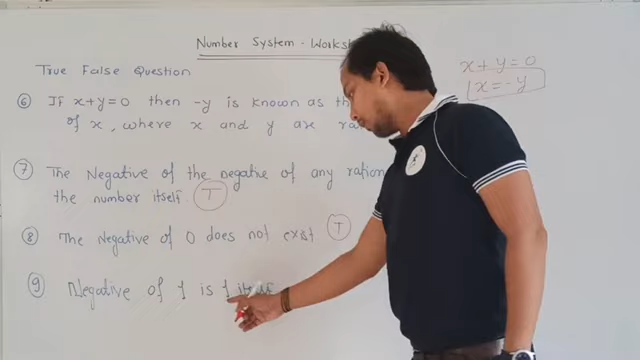 Number System - Worksh
x + y = 0
x = -y
True False Question
⑥ If x+y=0 then -y is known as the
of x, where x and y are ra
⑦ The Negative of the negative of any ration
the number itself. T
⑧ The Negative of 0 does not exist T
⑨ Negative of 1 is 1 itself